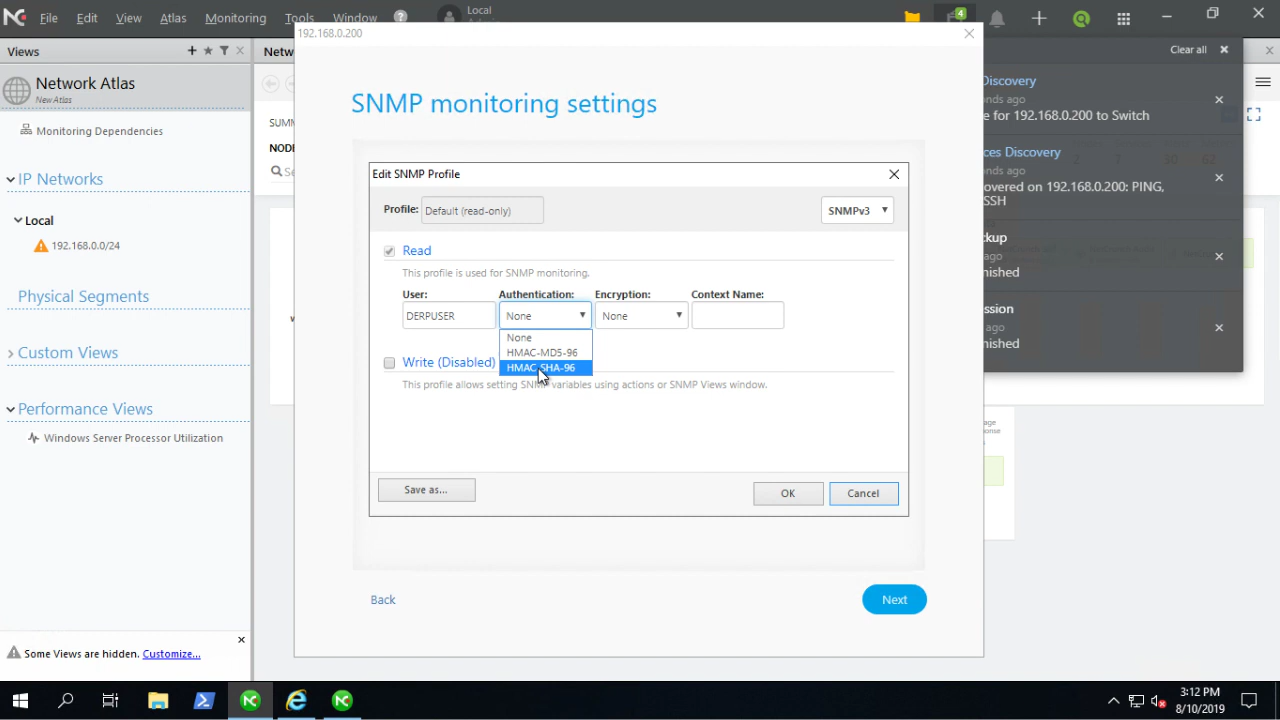 File Edit View Atlas Monitoring Tools Window Local 4
Views
192.168.0.200
Clear all
Network Atlas
New Atlas
Monitoring Dependencies
IP Networks
Local
192.168.0.0/24
Physical Segments
Custom Views
Performance Views
Windows Server Processor Utilization
Some Views are hidden. Customize...
SNMP monitoring settings
Edit SNMP Profile
Profile: Default (read-only) SNMPv3
Read
This profile is used for SNMP monitoring.
User: Authentication: Encryption: Context Name:
DERPUSER None None
None
HMAC-MD5-96
HMAC-SHA-96
Write (Disabled)
This profile allows setting SNMP variables using actions or SNMP Views window.
Save as... OK Cancel
Back Next
Discovery
ago
for 192.168.0.200 to Switch
Discovery
ago
on 192.168.0.200: PING,
SSH
ago
ago
3:12 PM
8/10/2019